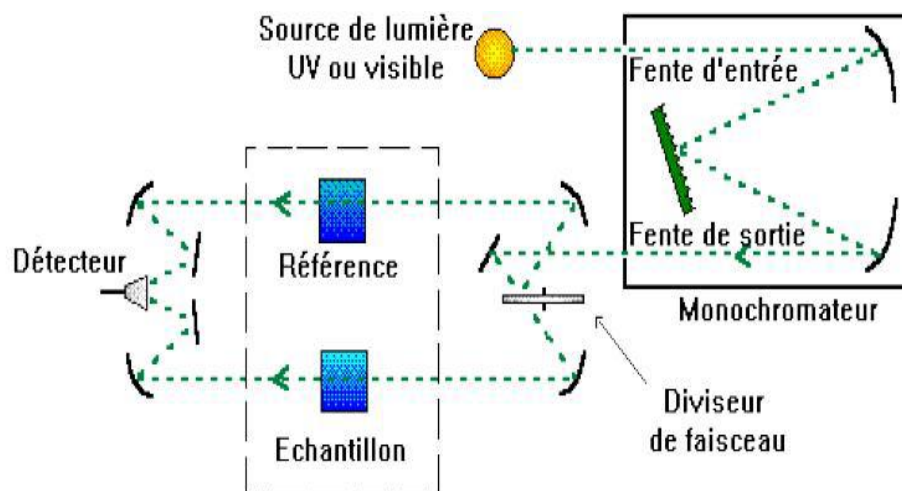 Source de lumière
UV ou visible
Fente d'entrée
Fente de sortie
Monochromateur
Détecteur
Référence
Echantillon
Diviseur
de faisceau